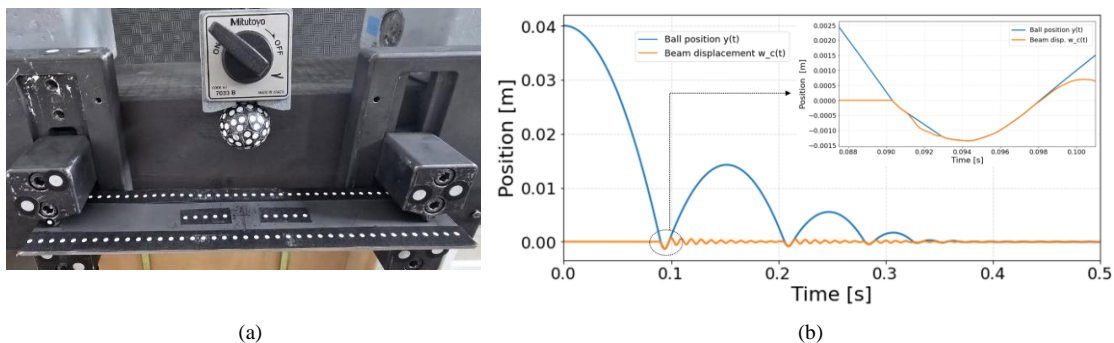 Mitutoyo
ON
OFF
7033 B
0.04
0.03
0.02
0.01
0.00
Position [m]
0.0
0.1
0.2
0.3
0.4
0.5
Time [s]
Ball position y(t)
Beam displacement w_c(t)
0.0025
0.0020
0.0015
0.0010
0.0005
0.0000
−0.0005
−0.0010
−0.0015
Position [m]
0.088
0.090
0.092
0.094
0.096
0.098
0.100
Time [s]
Ball position y(t)
Beam disp. w_c(t)
(a)
(b)